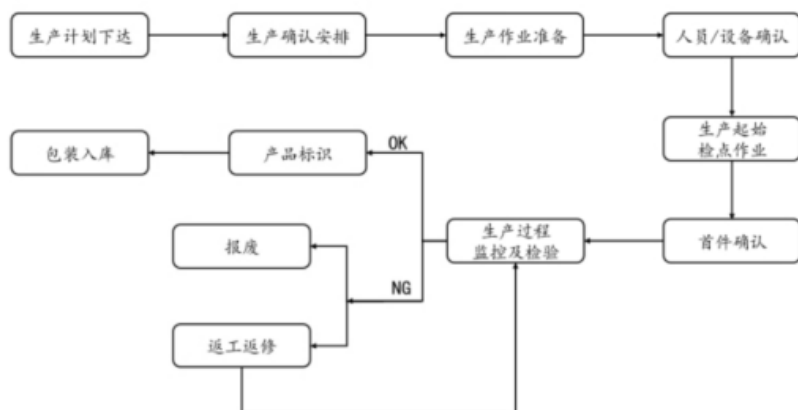 生产计划下达
生产确认安排
生产作业准备
人员/设备确认
生产起始
检点作业
首件确认
生产过程
监控及检验
OK
产品标识
包装入库
NG
报废
返工返修